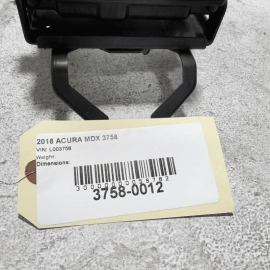 2018 ACURA MDX 3758
VIN: L003758
Weight:
Dimensions:
3758-0012